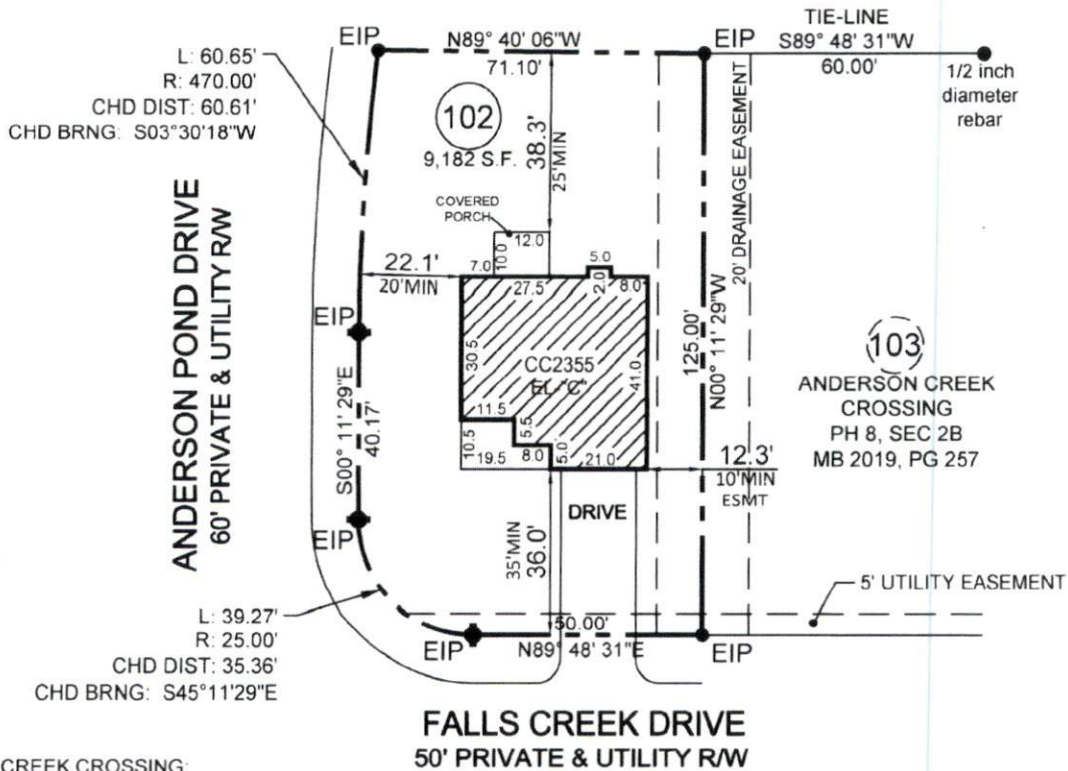 TIE-LINE
EIP
N89° 40' 06"W
71.10'
EIP
S89° 48' 31"W
60.00'
1/2 inch
diameter
rebar
L: 60.65'
R: 470.00'
CHD DIST: 60.61'
CHD BRNG: S03°30'18"W
102
9,182 S.F.
38.3'
25'MIN
20' DRAINAGE EASEMENT
COVERED
PORCH
12.0
10.0
7.0
5.0
2.0
8.0
27.5
22.1'
20'MIN
ANDERSON POND DRIVE
60' PRIVATE & UTILITY R/W
EIP
S00° 11' 29"E
40.17'
EIP
30.5
CC2355
EL "C"
41.0
11.5
5.5
10.5
19.5
8.0
5.0
21.0
125.00'
N00° 11' 29"W
103
ANDERSON CREEK
CROSSING
PH 8, SEC 2B
MB 2019, PG 257
12.3'
10'MIN
ESMT
DRIVE
35'MIN
36.0'
5' UTILITY EASEMENT
L: 39.27'
R: 25.00'
CHD DIST: 35.36'
CHD BRNG: S45°11'29"E
EIP
50.00'
N89° 48' 31"E
EIP
FALLS CREEK DRIVE
50' PRIVATE & UTILITY R/W
CREEK CROSSING: